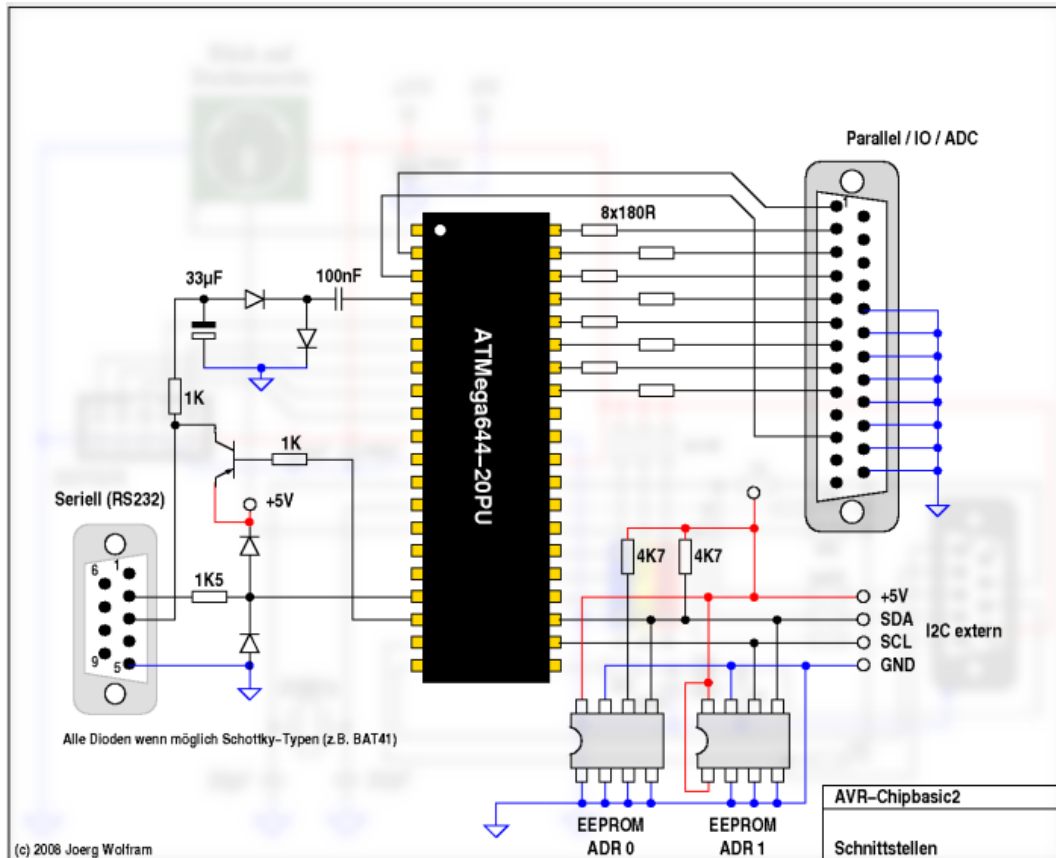 Parallel / IO / ADC
1
8x180R
33µF
100nF
ATMega644-20PU
1K
1K
Seriell (RS232)
+5V
6
1
1K5
9
5
4K7
4K7
+5V
SDA
I2C extern
SCL
GND
Alle Dioden wenn möglich Schottky-Typen (z.B. BAT41)
AVR-Chipbasic2
EEPROM
ADR 0
EEPROM
ADR 1
Schnittstellen
(c) 2008 Joerg Wolfram